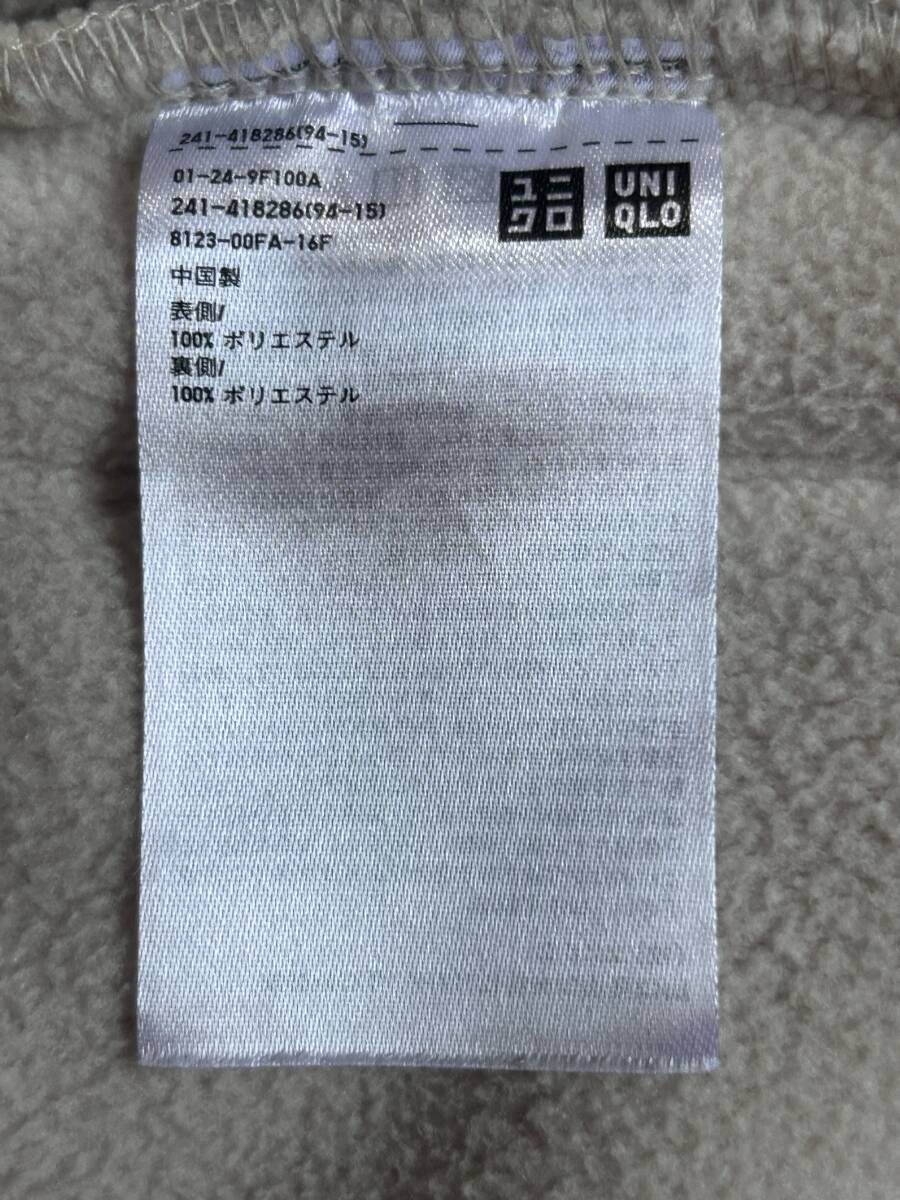 241-418286(94-15)
01-24-9F100A
241-418286(94-15)
8123-00FA-16F
ユニ
クロ
UNI
QLO
中国製
表側/
100% ポリエステル
裏側/
100% ポリエステル